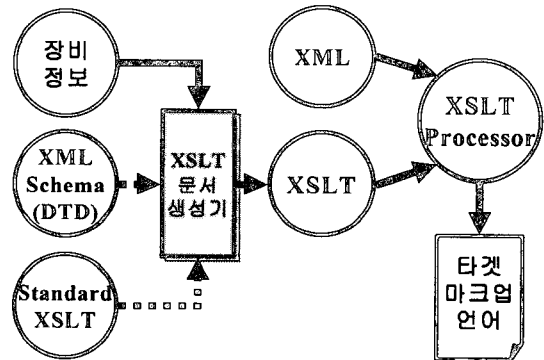 장비
정보
XML
Schema
(DTD)
Standard
XSLT
XSLT
문서
생성기
XML
XSLT
XSLT
Processor
타겟
마크업
언어